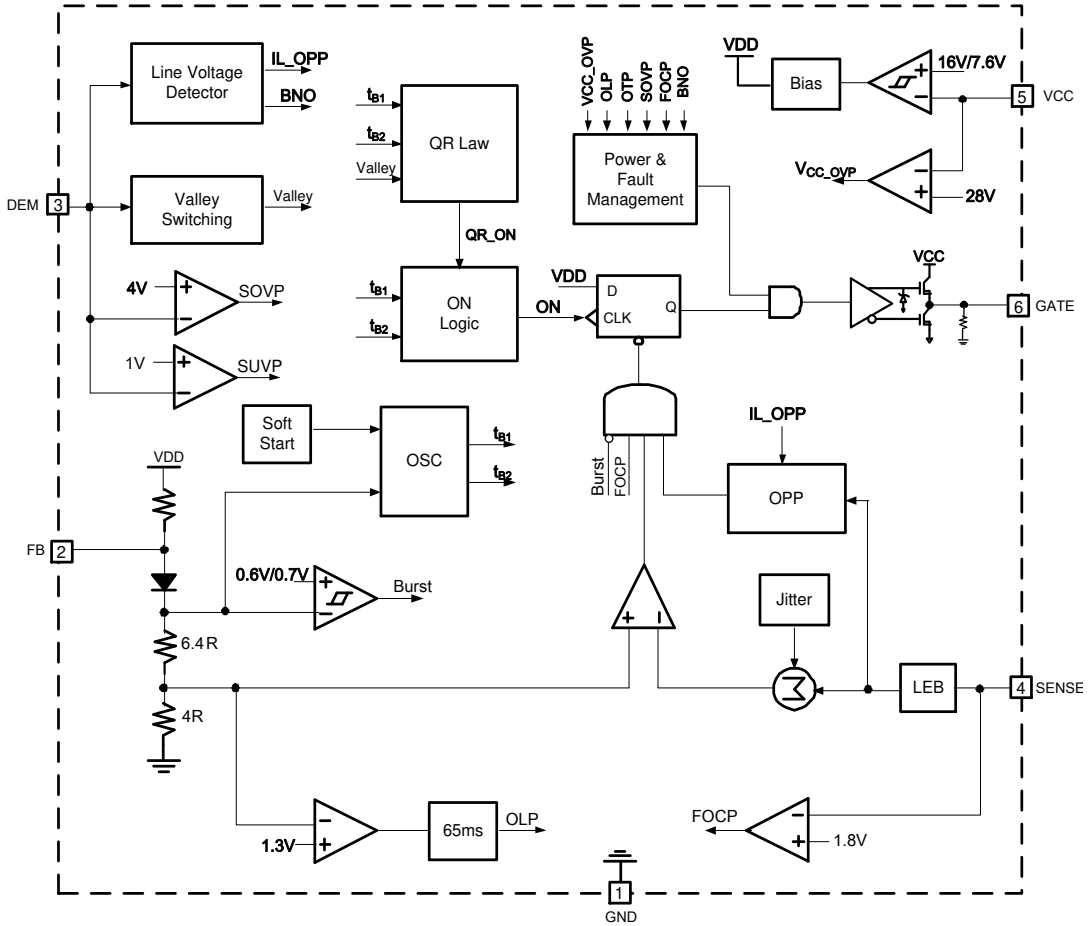 Line Voltage
Detector
IL_OPP
BNO
tB1
tB2
Valley
QR Law
VCC_OVP
OLP
OTP
SOVP
FOCP
BNO
Power &
Fault
Management
VDD
Bias
16V/7.6V
+
−
5
VCC
VCC_OVP
−
+
28V
DEM
3
Valley
Switching
Valley
QR_ON
tB1
tB2
ON
Logic
ON
VDD
D
CLK
Q
VCC
6
GATE
4V
+
−
SOVP
1V
+
−
SUVP
Soft
Start
OSC
tB1
tB2
Burst
FOCP
IL_OPP
OPP
VDD
FB
2
0.6V/0.7V
+
−
Burst
+
−
Jitter
Σ
LEB
4
SENSE
6.4R
4R
−
+
1.3V
65ms
OLP
FOCP
−
+
1.8V
1
GND